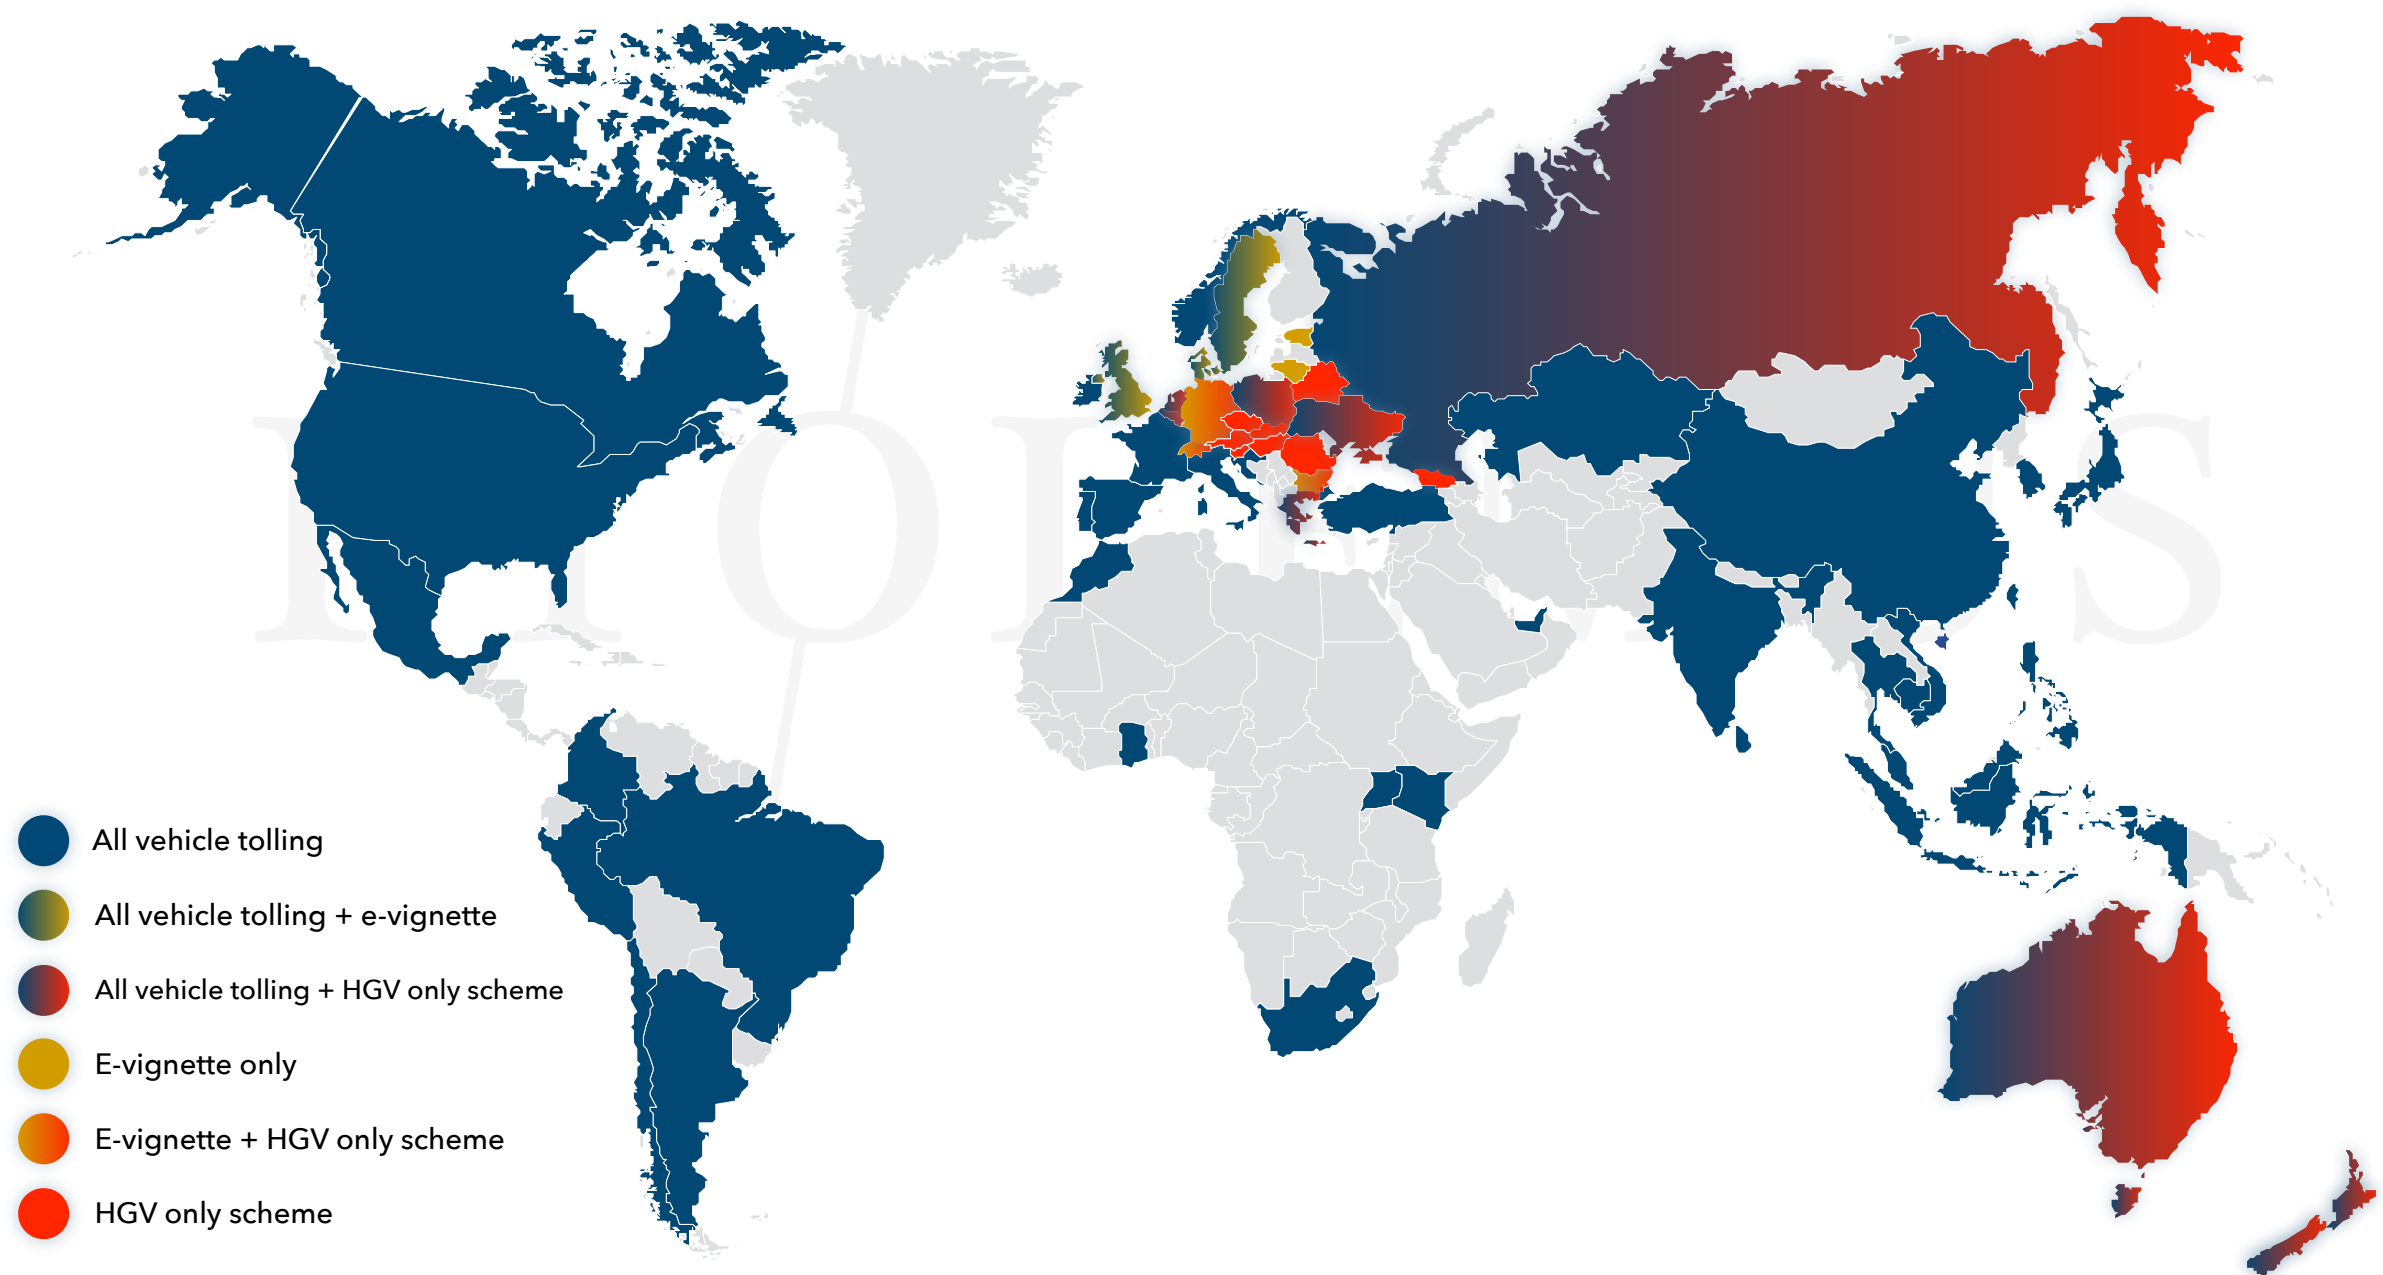 All vehicle tolling
All vehicle tolling + e-vignette
All vehicle tolling + HGV only scheme
E-vignette only
E-vignette + HGV only scheme
HGV only scheme